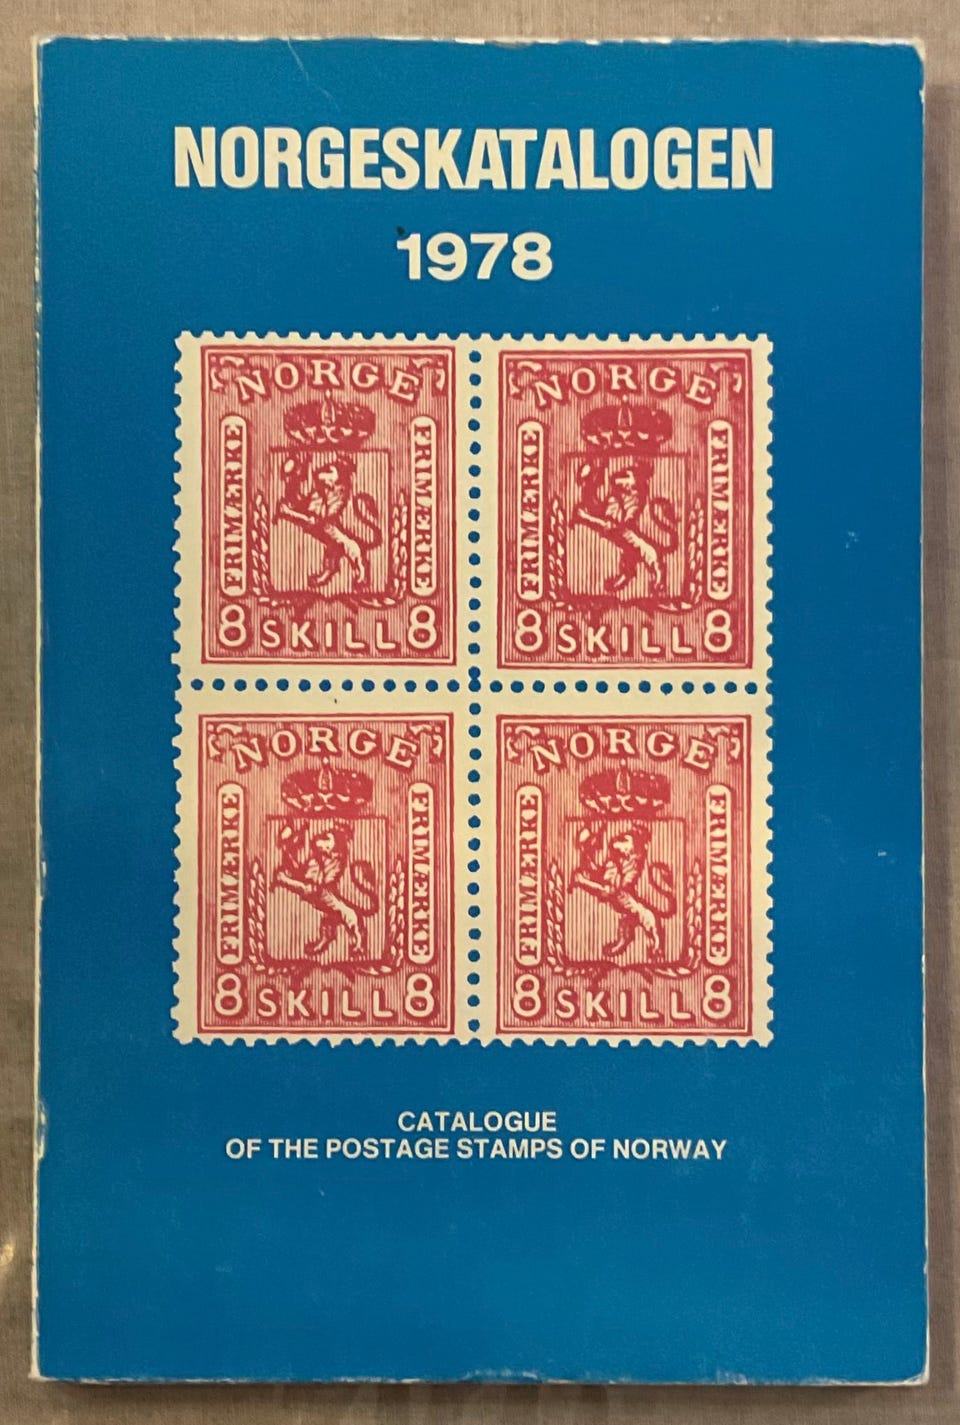 NORGESKATALOGEN
1978
NORGE NORGE
FRIMÆRKE FRIMÆRKE FRIMÆRKE FRIMÆRKE
8 SKILL 8 8 SKILL 8
NORGE NORGE
FRIMÆRKE FRIMÆRKE FRIMÆRKE FRIMÆRKE
8 SKILL 8 8 SKILL 8
CATALOGUE
OF THE POSTAGE STAMPS OF NORWAY